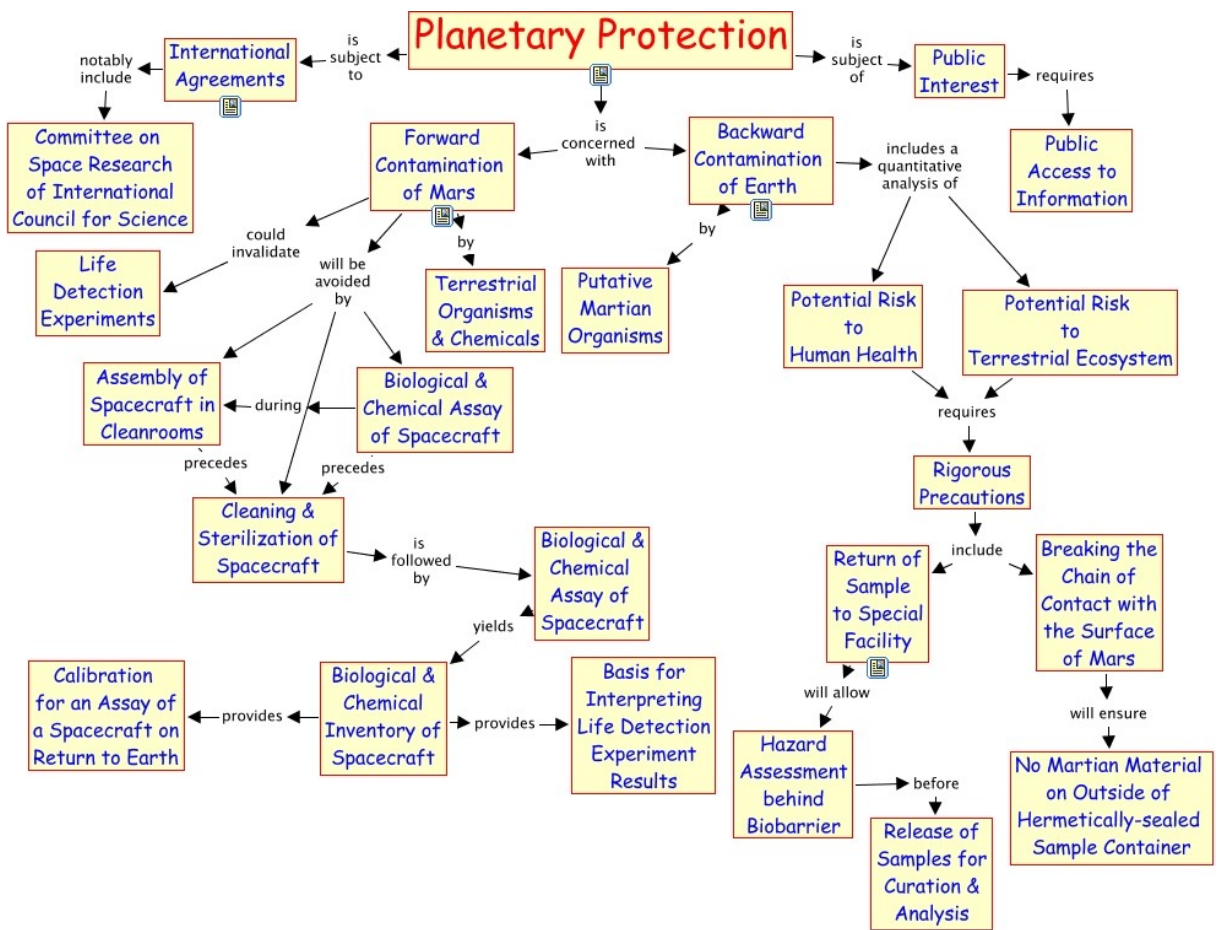 Planetary Protection
is
subject
to
International
Agreements
notably
include
Committee on
Space Research
of International
Council for Science
is
subject
of
Public
Interest
requires
Public
Access to
Information
is
concerned
with
Forward
Contamination
of Mars
Backward
Contamination
of Earth
could
invalidate
Life
Detection
Experiments
will be
avoided
by
by
Terrestrial
Organisms
& Chemicals
by
Putative
Martian
Organisms
includes a
quantitative
analysis of
Potential Risk
to
Human Health
Potential Risk
to
Terrestrial Ecosystem
requires
Rigorous
Precautions
include
Assembly of
Spacecraft in
Cleanrooms
during
Biological &
Chemical Assay
of Spacecraft
precedes
precedes
Cleaning &
Sterilization of
Spacecraft
is
followed
by
Biological &
Chemical
Assay of
Spacecraft
yields
Biological &
Chemical
Inventory of
Spacecraft
provides
Calibration
for an Assay of
a Spacecraft on
Return to Earth
provides
Basis for
Interpreting
Life Detection
Experiment
Results
Return of
Sample
to Special
Facility
will allow
Hazard
Assessment
behind
Biobarrier
before
Release of
Samples for
Curation &
Analysis
Breaking the
Chain of
Contact with
the Surface
of Mars
will ensure
No Martian Material
on Outside of
Hermetically-sealed
Sample Container